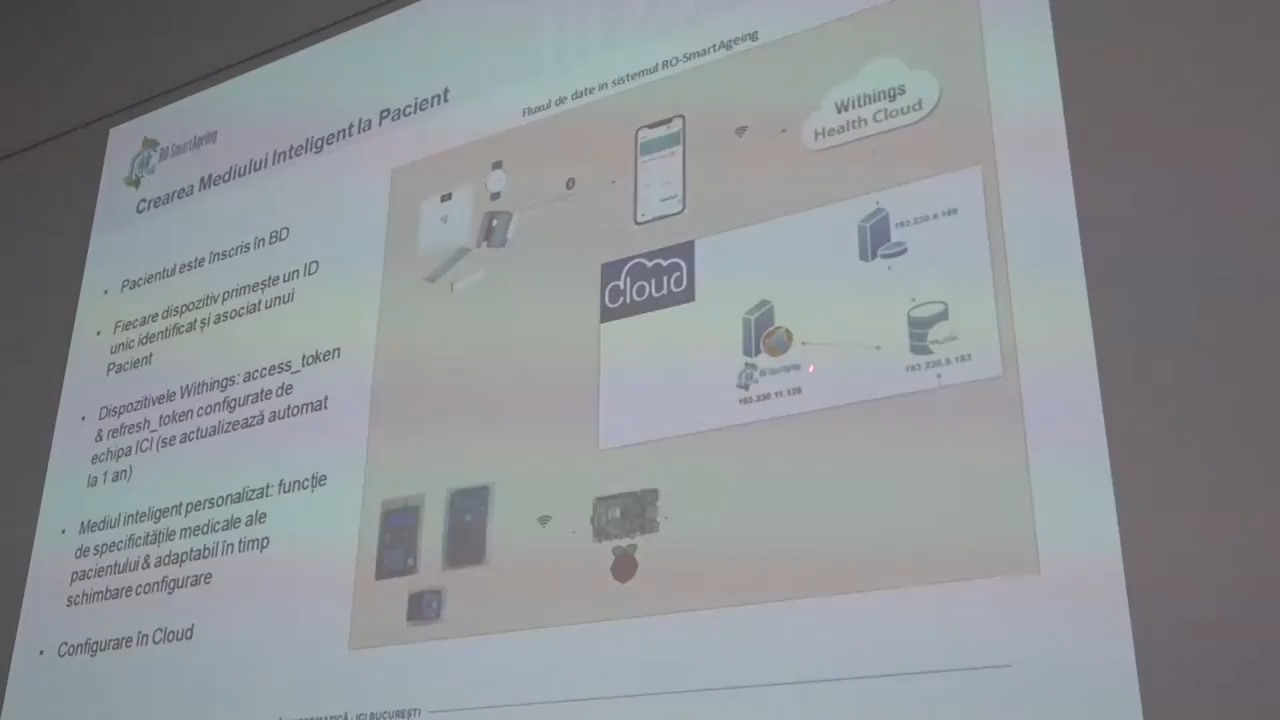 RO SmartAgeing
Crearea Mediului Inteligent la Pacient
Fluxul de date in sistemul RO-SmartAgeing
• Pacientul este înscris în BD
• Fiecare dispozitiv primește un ID
unic identificat și asociat unui
Pacient
• Dispozitivele Withings: access_token
& refresh_token configurate de
echipa ICI (se actualizează automat
la 1 an)
• Mediul inteligent personalizat: funcție
de specificitățile medicale ale
pacientului & adaptabil în timp
schimbare configurare
• Configurare în Cloud
Withings
Health Cloud
Cloud
ICI BUCUREȘTI